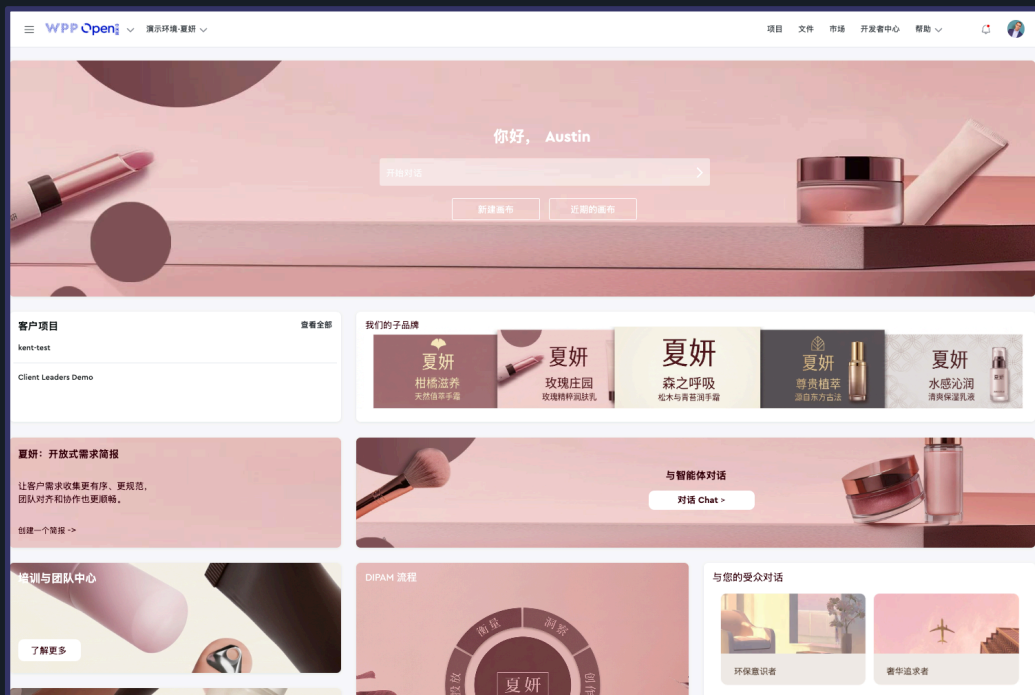 WPP Open
演示环境-夏妍
项目
文件
市场
开发者中心
帮助
你好， Austin
开始对话
新建画布
近期的画布
客户项目
查看全部
kent-test
Client Leaders Demo
我们的子品牌
夏妍
柑橘滋养
天然值萃手霜
夏妍
玫瑰庄园
玫瑰精粹润肤乳
夏妍
森之呼吸
松木与青苔润手霜
夏妍
尊贵植萃
源自东方古法
夏妍
水感沁润
清爽保湿乳液
夏妍：开放式需求简报
让客户需求收集更有序、更规范，
团队对齐和协作也更顺畅。
创建一个简报 ->
与智能体对话
对话 Chat >
培训与团队中心
了解更多
DIPAM 流程
衡量
洞察
夏妍
与您的受众对话
环保意识者
奢华追求者